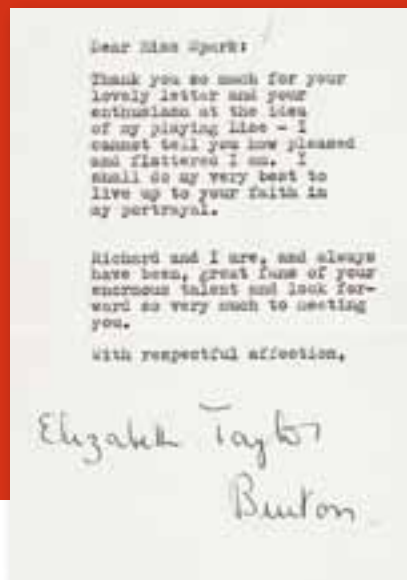 Dear Miss Spark:
Thank you so much for your
lovely letter and your
enthusiasm at the idea
of my playing Lise - I
cannot tell you how pleased
and flattered I am.  I
shall do my very best to
live up to your faith in
my portrayal.
Richard and I are, and always
have been, great fans of your
enormous talent and look for-
ward so very much to meeting
you.
With respectful affection,
Elizabeth Taylor
Burton